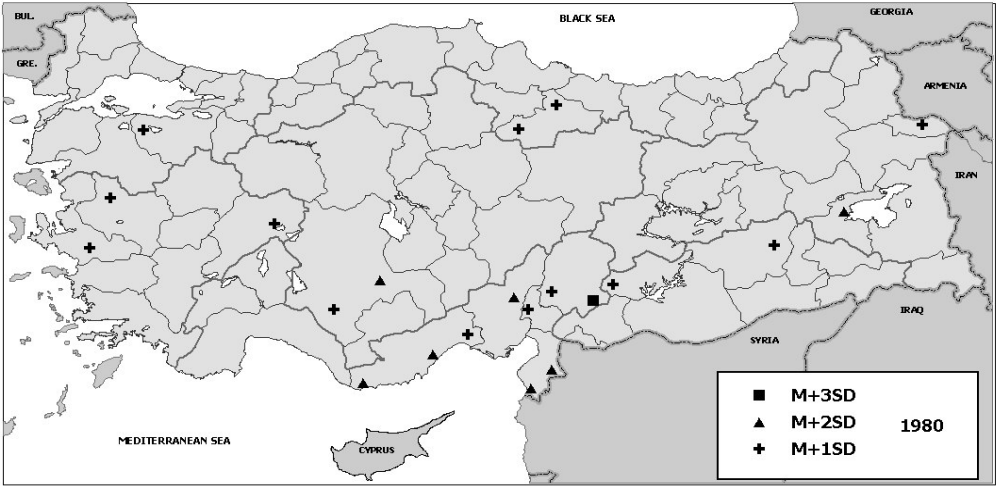 BUL.
BLACK SEA
GEORGIA
GRE.
ARMENIA
IRAN
IRAQ
SYRIA
MEDITERRANEAN SEA
CYPRUS
M+3SD
M+2SD
1980
M+1SD